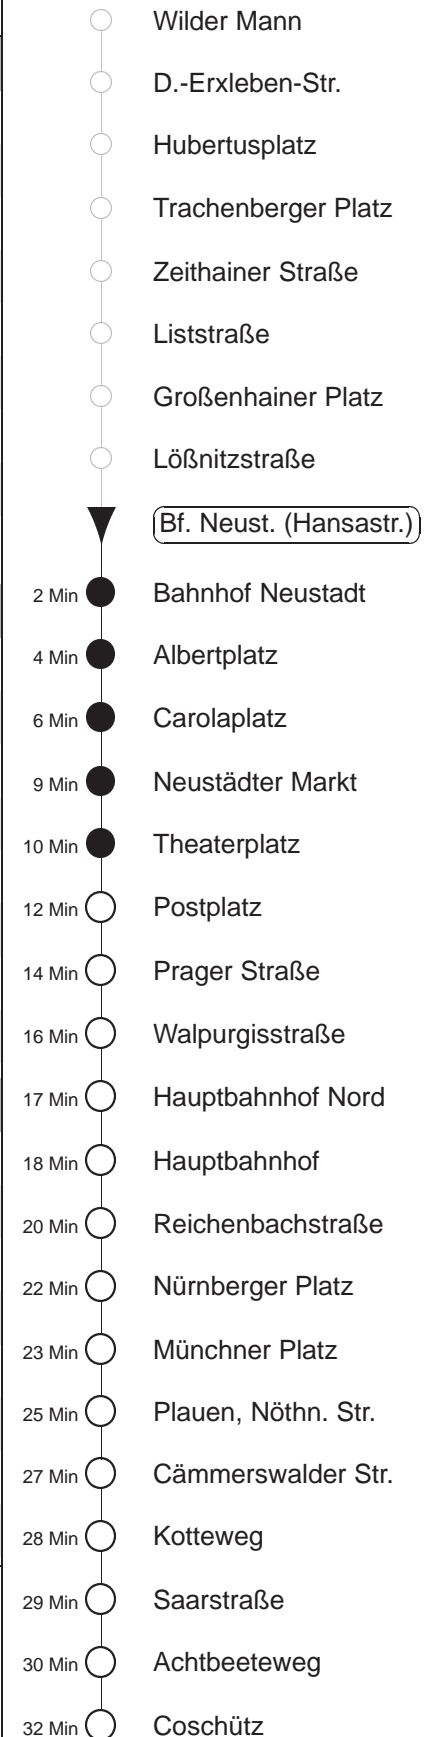 Wilder Mann
D.-Erxleben-Str.
Hubertusplatz
Trachenberger Platz
Zeithainer Straße
Liststraße
Großenhainer Platz
Lößnitzstraße
Bf. Neust. (Hansastr.)
2 Min Bahnhof Neustadt
4 Min Albertplatz
6 Min Carolaplatz
9 Min Neustädter Markt
10 Min Theaterplatz
12 Min Postplatz
14 Min Prager Straße
16 Min Walpurgisstraße
17 Min Hauptbahnhof Nord
18 Min Hauptbahnhof
20 Min Reichenbachstraße
22 Min Nürnberger Platz
23 Min Münchner Platz
25 Min Plauen, Nöthn. Str.
27 Min Cämmerswalder Str.
28 Min Kotteweg
29 Min Saarstraße
30 Min Achtbeeteweg
32 Min Coschütz